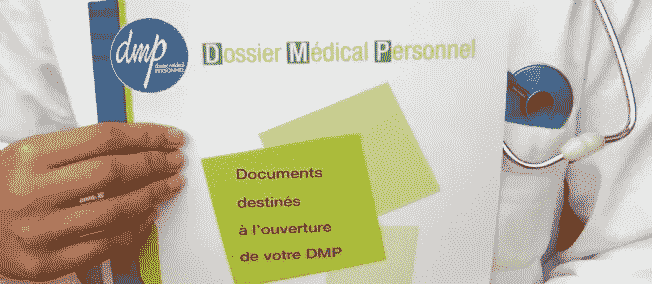 dmp
Dossier Médical Personnel
Documents
destinés
à l'ouverture
de votre DMP